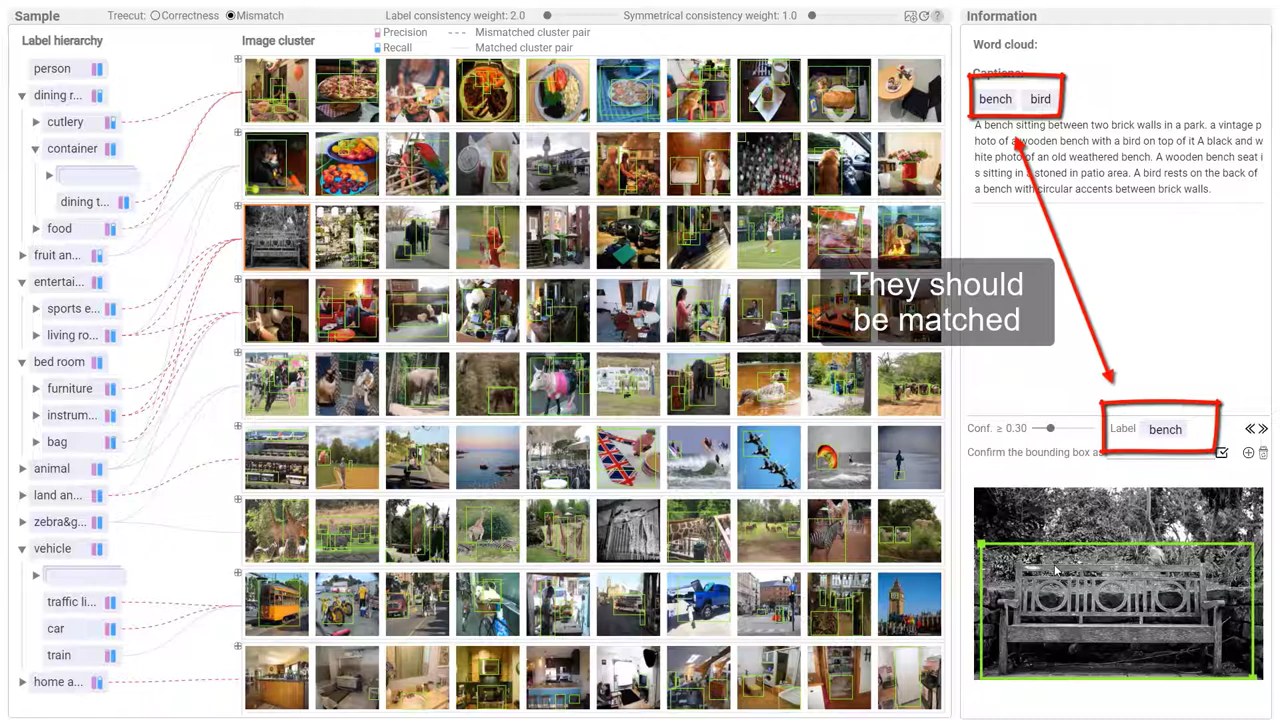 Sample
Treecut: Correctness Mismatch
Label consistency weight: 2.0
Symmetrical consistency weight: 1.0
?
Information
Label hierarchy
Image cluster
Precision
Recall
Mismatched cluster pair
Matched cluster pair
person
dining r...
cutlery
container
dining t...
food
fruit an...
entertai...
sports e...
living ro...
bed room
furniture
instrum...
bag
animal
land an...
zebra&g...
vehicle
traffic li...
car
train
home a...
Word cloud:
Captions:
bench bird
A bench sitting between two brick walls in a park. a vintage p
hoto of a wooden bench with a bird on top of it A black and w
hite photo of an old weathered bench. A wooden bench seat i
s sitting in a stoned in patio area. A bird rests on the back of
a bench with circular accents between brick walls.
They should
be matched
Conf. ≥ 0.30
Label bench
Confirm the bounding box as